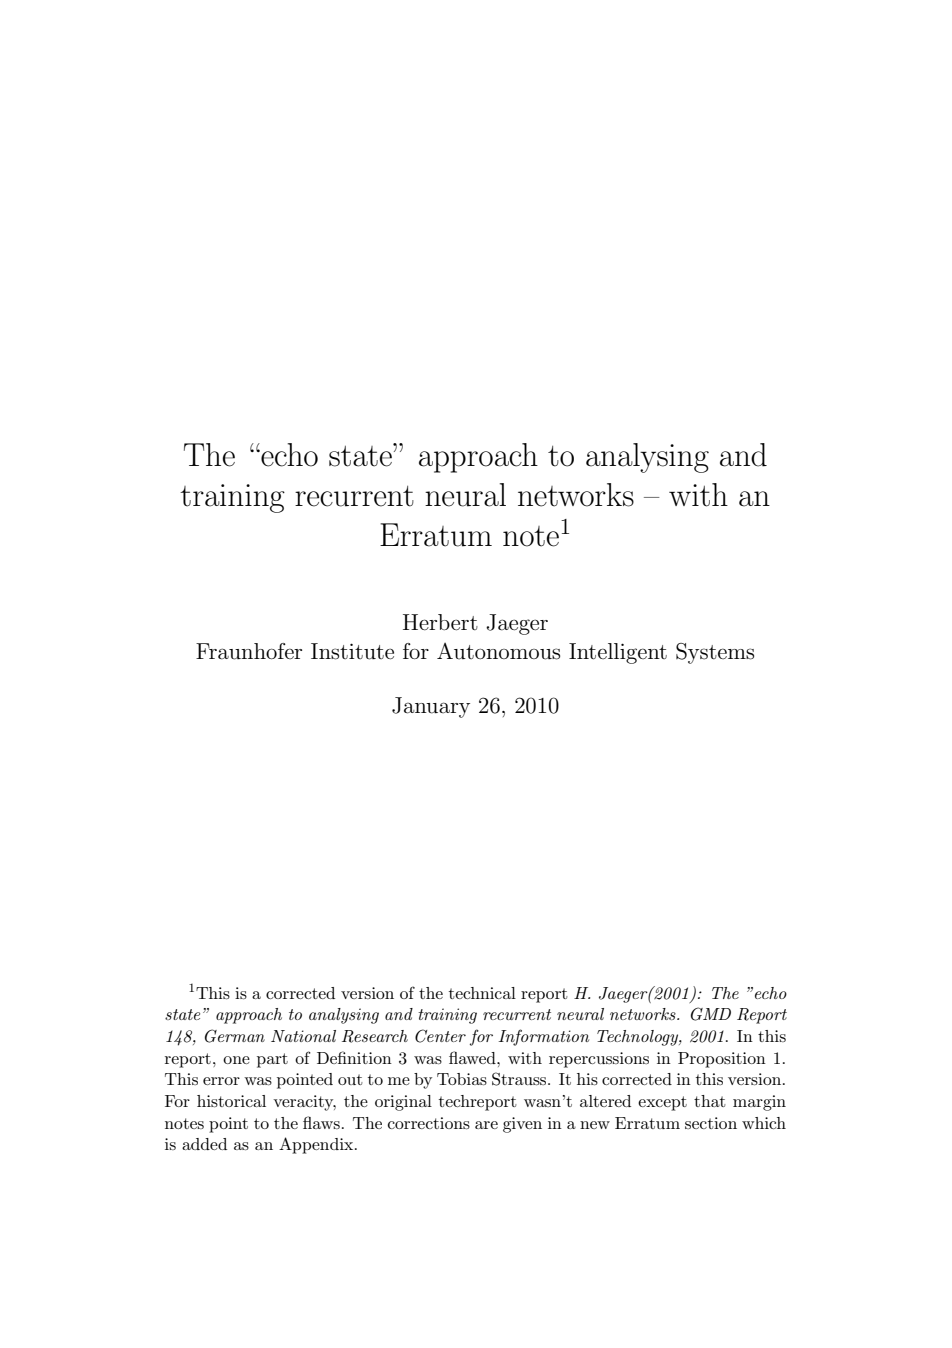 The “echo state” approach to analysing and
training recurrent neural networks – with an
Erratum note¹
Herbert Jaeger
Fraunhofer Institute for Autonomous Intelligent Systems
January 26, 2010
¹This is a corrected version of the technical report H. Jaeger(2001): The ”echo
state” approach to analysing and training recurrent neural networks. GMD Report
148, German National Research Center for Information Technology, 2001. In this
report, one part of Definition 3 was flawed, with repercussions in Proposition 1.
This error was pointed out to me by Tobias Strauss. It his corrected in this version.
For historical veracity, the original techreport wasn’t altered except that margin
notes point to the flaws. The corrections are given in a new Erratum section which
is added as an Appendix.